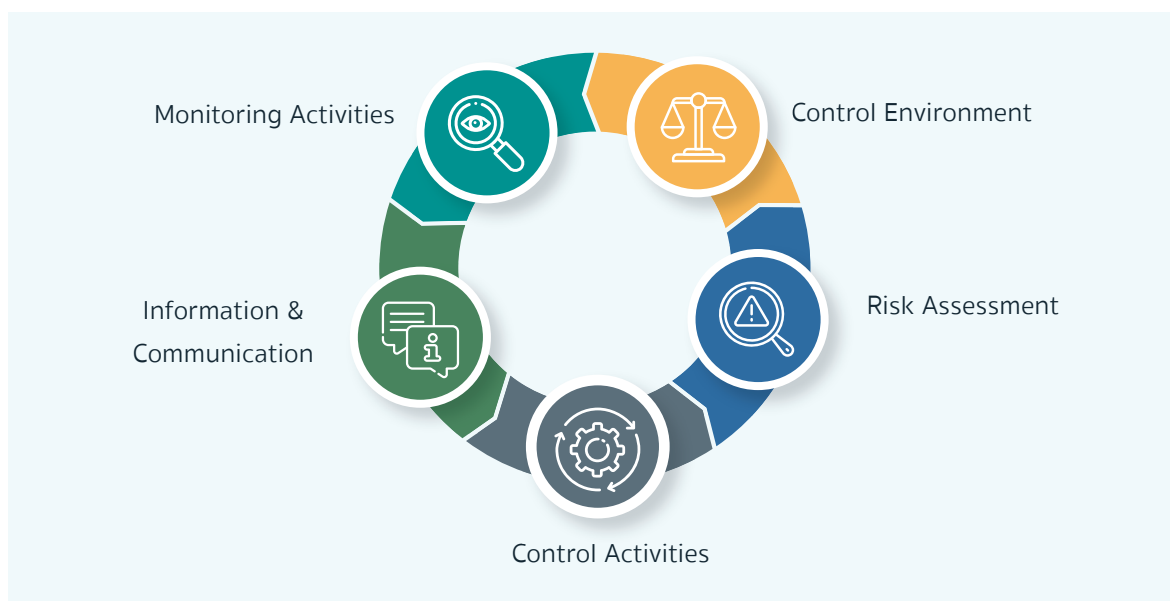 Monitoring Activities
Control Environment
Information &
Communication
Risk Assessment
Control Activities